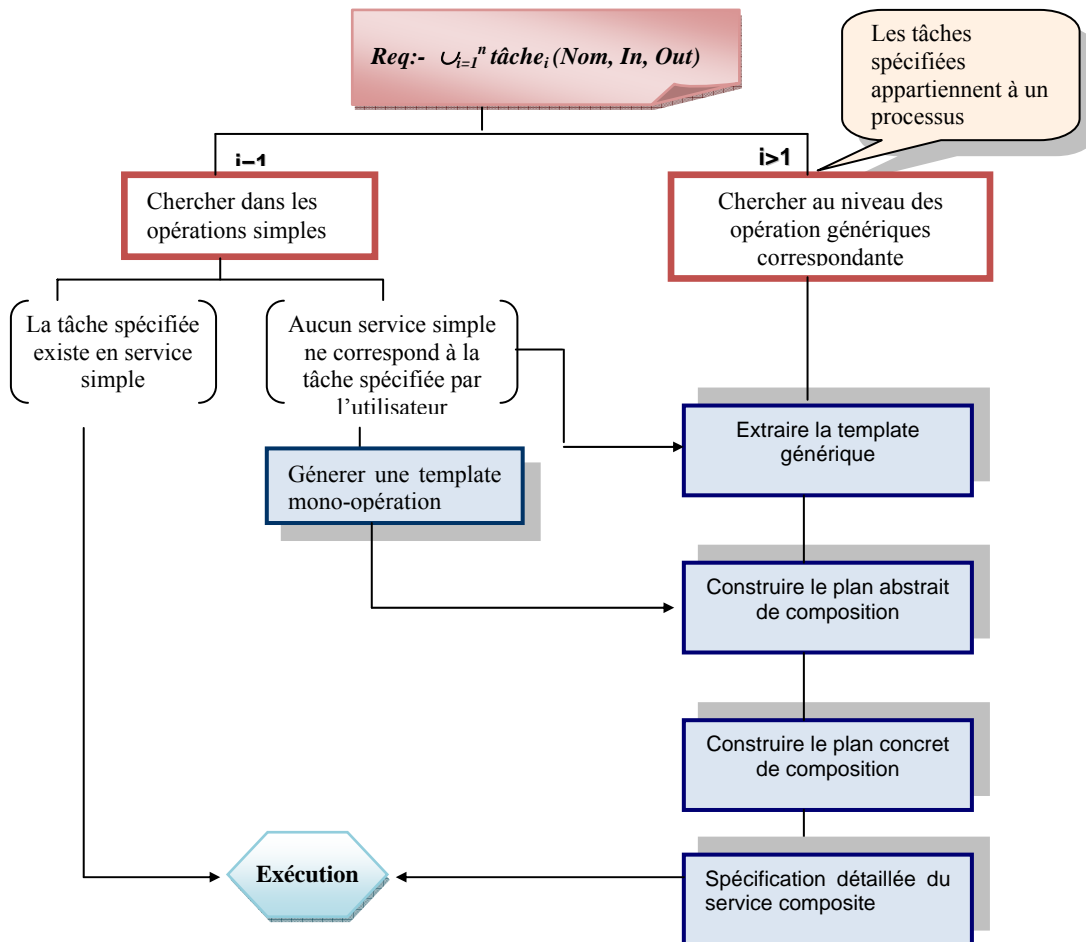 Req:- ∪i=1ⁿ tâcheᵢ (Nom, In, Out)
Les tâches
spécifiées
appartiennent à un
processus
i=1
i>1
Chercher dans les
opérations simples
Chercher au niveau des
opération génériques
correspondante
La tâche spécifiée
existe en service
simple
Aucun service simple
ne correspond à la
tâche spécifiée par
l’utilisateur
Extraire la template
générique
Génerer une template
mono-opération
Construire le plan abstrait
de composition
Construire le plan concret
de composition
Exécution
Spécification détaillée du
service composite